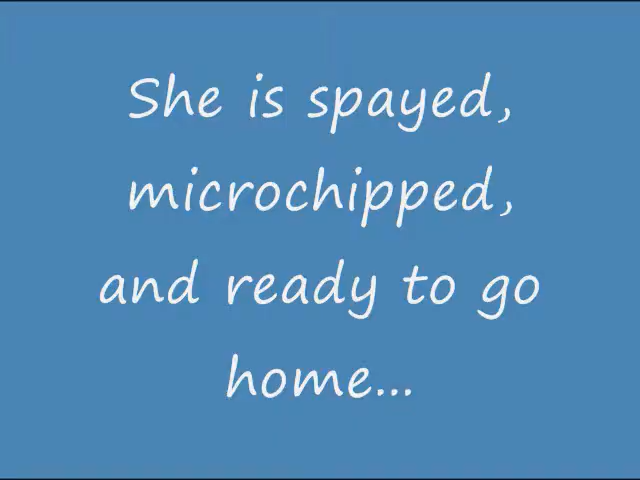 She is spayed,
microchipped,
and ready to go
home...